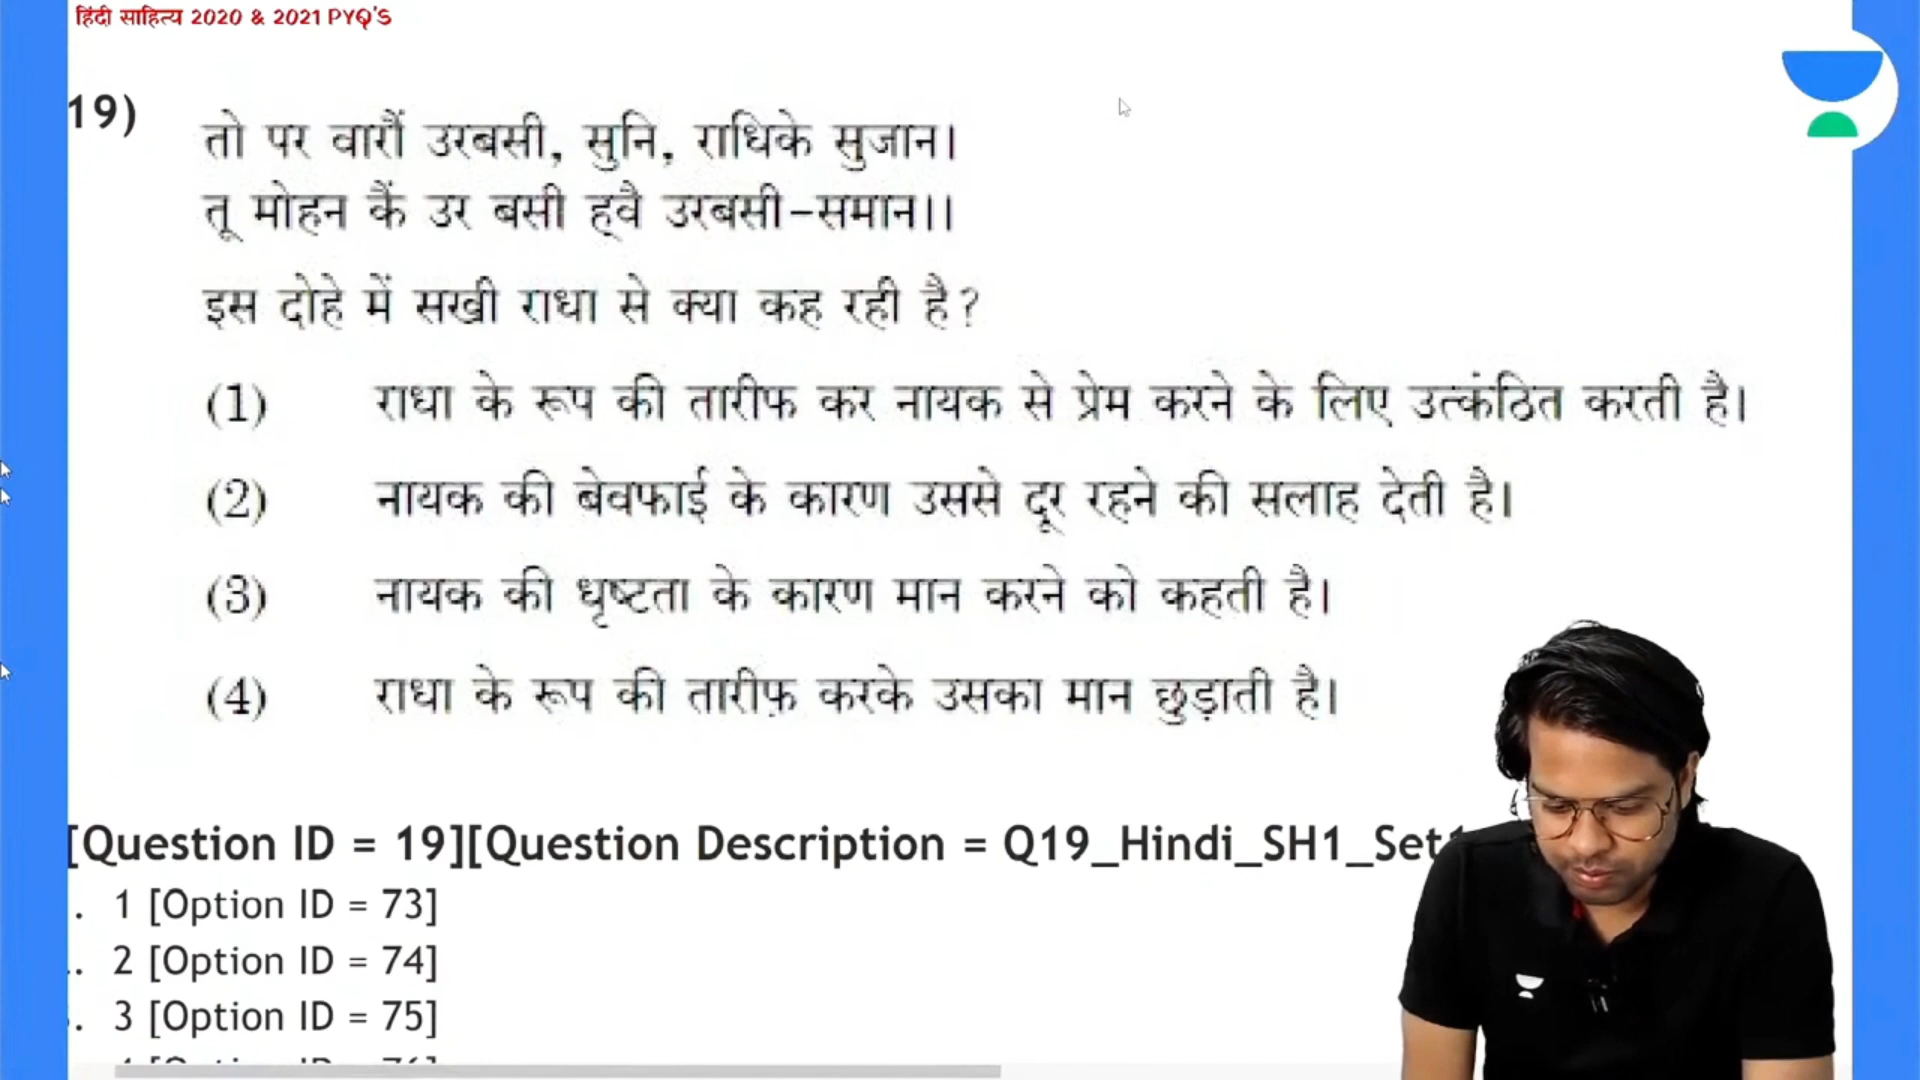 हिंदी साहित्य 2020 & 2021 PYQ'S
19)
तो पर वारौं उरबसी, सुनि, राधिके सुजान।
तू मोहन कैं उर बसी ह्वै उरबसी-समान।।
इस दोहे में सखी राधा से क्या कह रही है?
(1) राधा के रूप की तारीफ कर नायक से प्रेम करने के लिए उत्कंठित करती है।
(2) नायक की बेवफाई के कारण उससे दूर रहने की सलाह देती है।
(3) नायक की धृष्टता के कारण मान करने को कहती है।
(4) राधा के रूप की तारीफ़ करके उसका मान छुड़ाती है।
[Question ID = 19][Question Description = Q19_Hindi_SH1_Set1
. 1 [Option ID = 73]
. 2 [Option ID = 74]
. 3 [Option ID = 75]